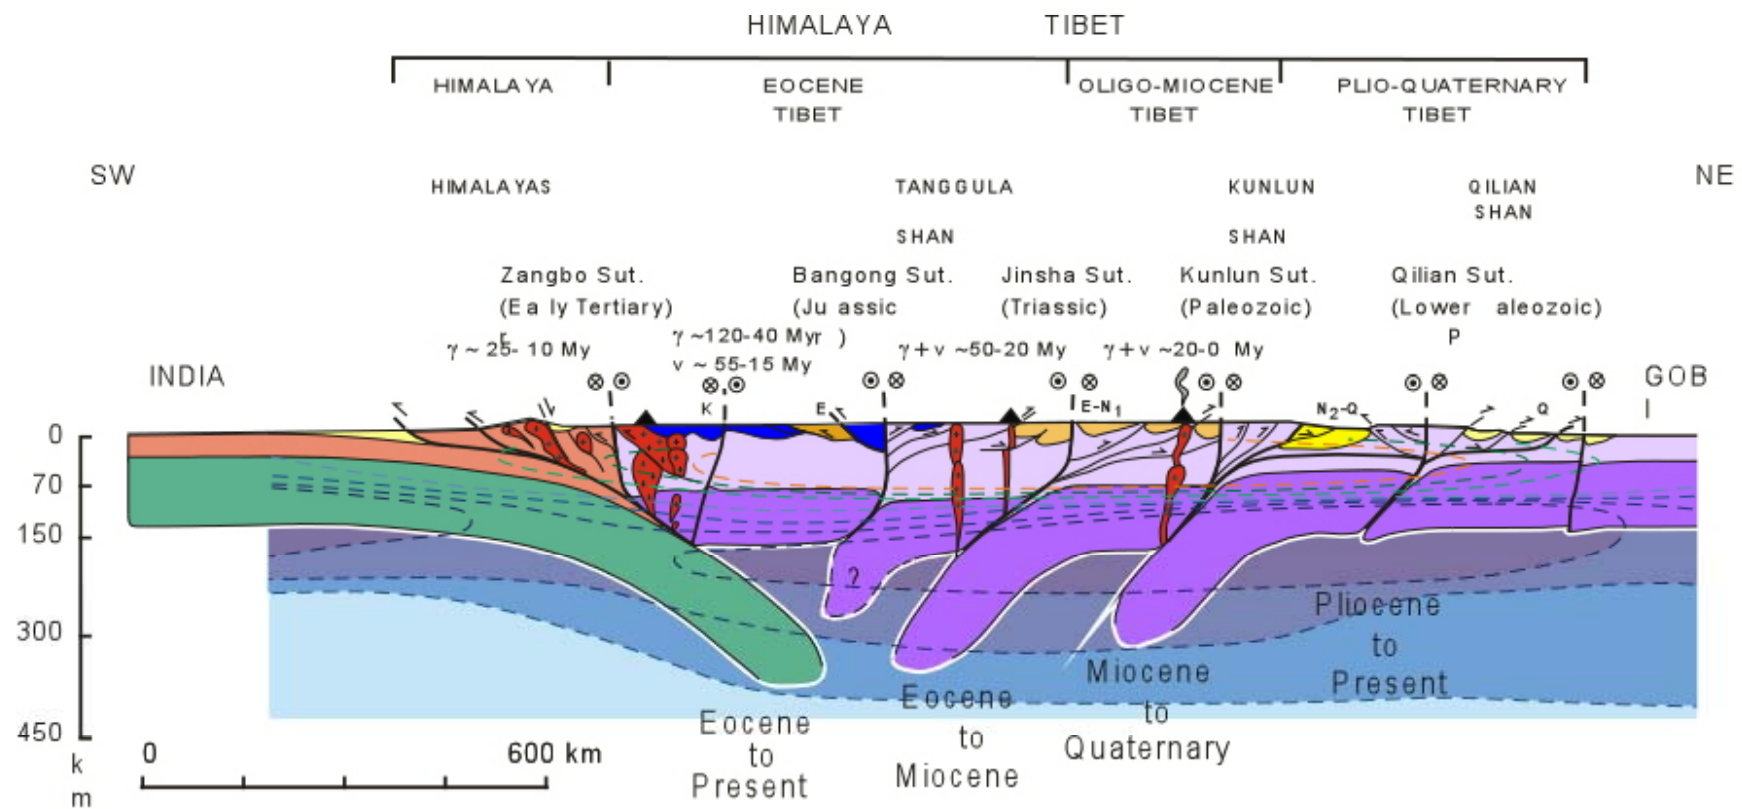 HIMALAYA TIBET
HIMALAYA
EOCENE
TIBET
OLIGO-MIOCENE
TIBET
PLIO-QUATERNARY
TIBET
SW
NE
HIMALAYAS
TANGGULA
SHAN
KUNLUN
SHAN
QILIAN
SHAN
Zangbo Sut.
(Ea ly Tertiary)
r
Bangong Sut.
(Ju assic
)
Jinsha Sut.
(Triassic)
Kunlun Sut.
(Paleozoic)
Qilian Sut.
(Lower aleozoic)
P
γ ~ 25- 10 My
γ ~120-40 Myr
v ~ 55-15 My
γ+v ~50-20 My
γ+v ~20-0 My
INDIA
GOB
I
K
E
E-N₁
N₂-Q
Q
0
70
150
300
450
k
m
?
Pliocene
to
Present
Miocene
to
Quaternary
Eocene
to
Miocene
Eocene
to
Present
0 600 km